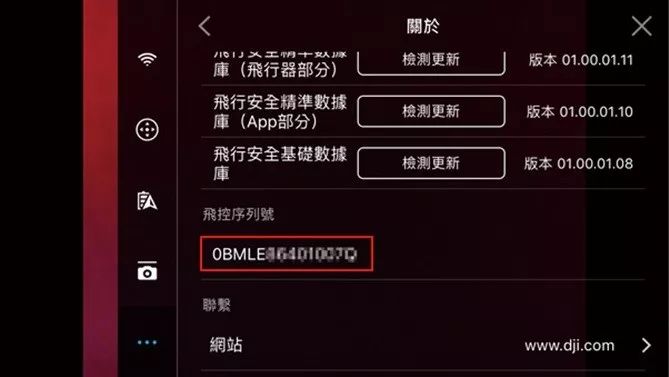 關於
飛行安全精準數據
庫（飛行器部分）
檢測更新
版本 01.00.01.11
飛行安全精準數據
庫（App部分）
檢測更新
版本 01.00.01.10
飛行安全基礎數據
庫
檢測更新
版本 01.00.01.08
飛控序列號
0BMLE
聯繫
網站
www.dji.com